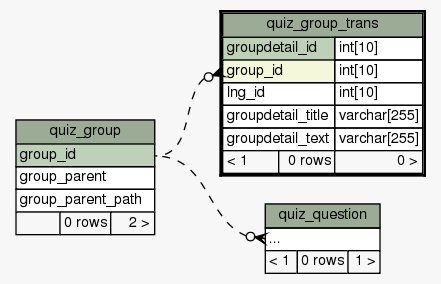 quiz_group_trans
groupdetail_id int[10]
group_id int[10]
lng_id int[10]
groupdetail_title varchar[255]
groupdetail_text varchar[255]
< 1 0 rows 0 >
quiz_group
group_id
group_parent
group_parent_path
0 rows 2 >
quiz_question
...
< 1 0 rows 1 >